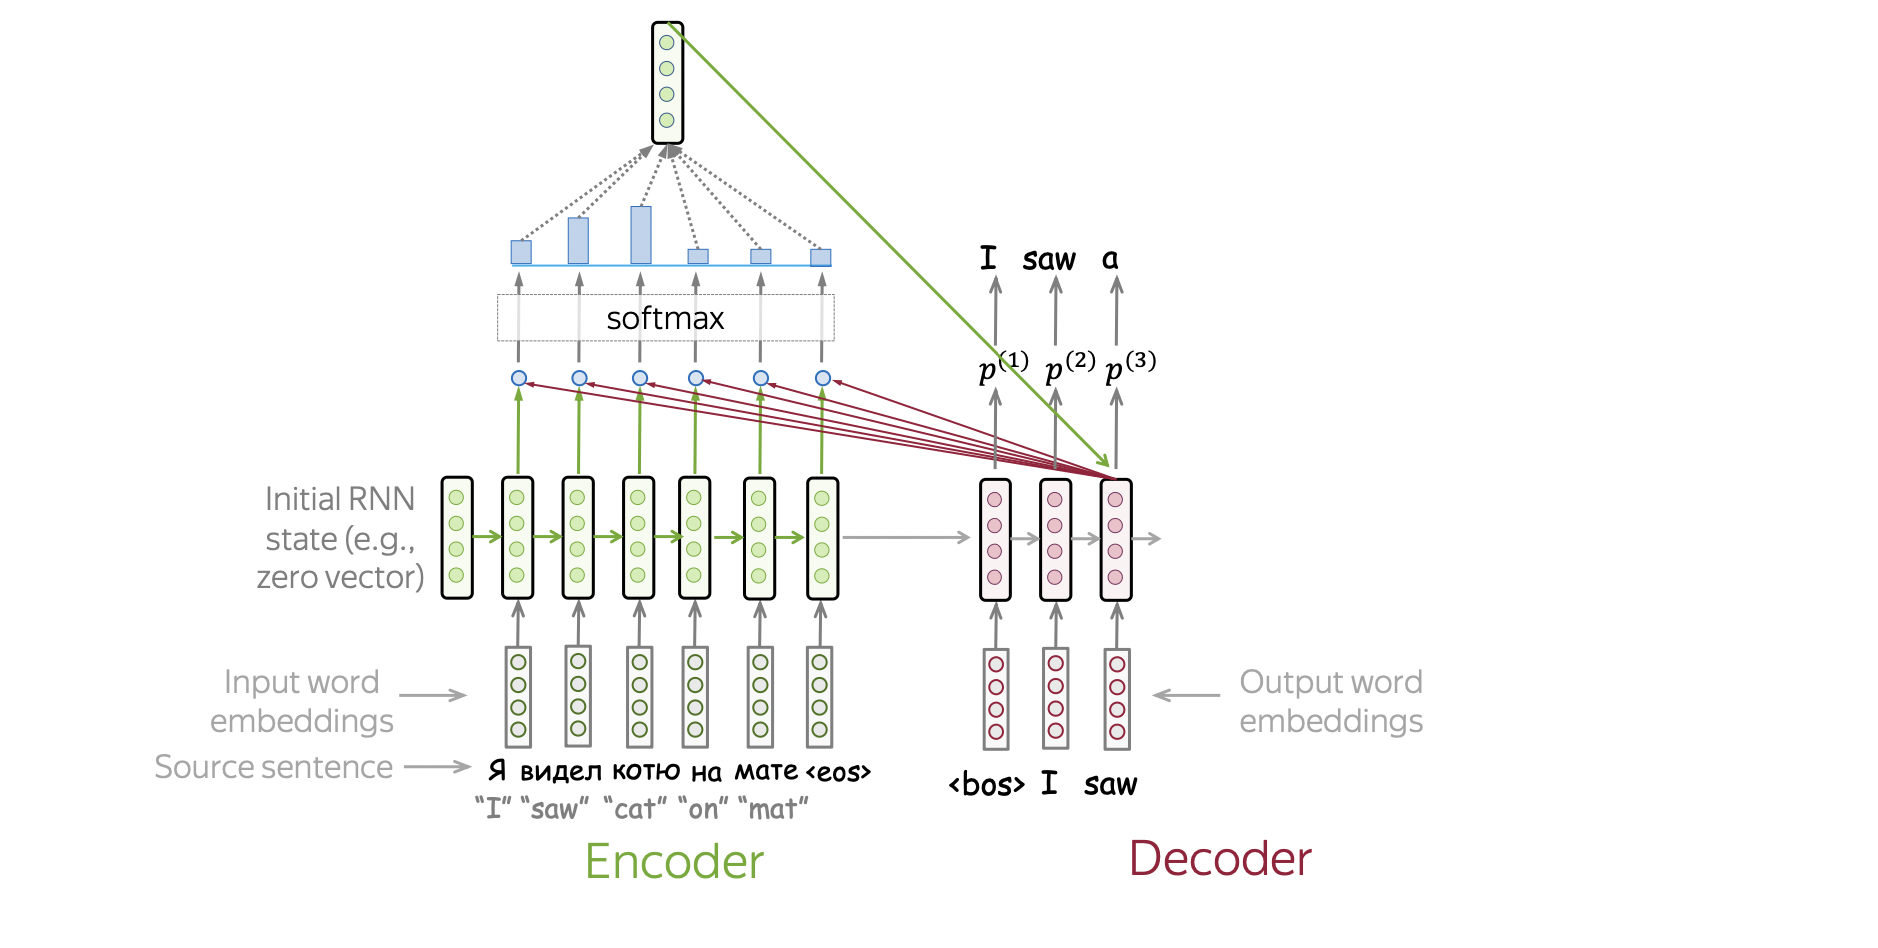 I saw a
softmax
p(1) p(2) p(3)
Initial RNN
state (e.g.,
zero vector)
Input word
embeddings
Output word
embeddings
Source sentence
Я видел котю на мате <eos>
"I" "saw" "cat" "on" "mat"
<bos> I saw
Encoder
Decoder